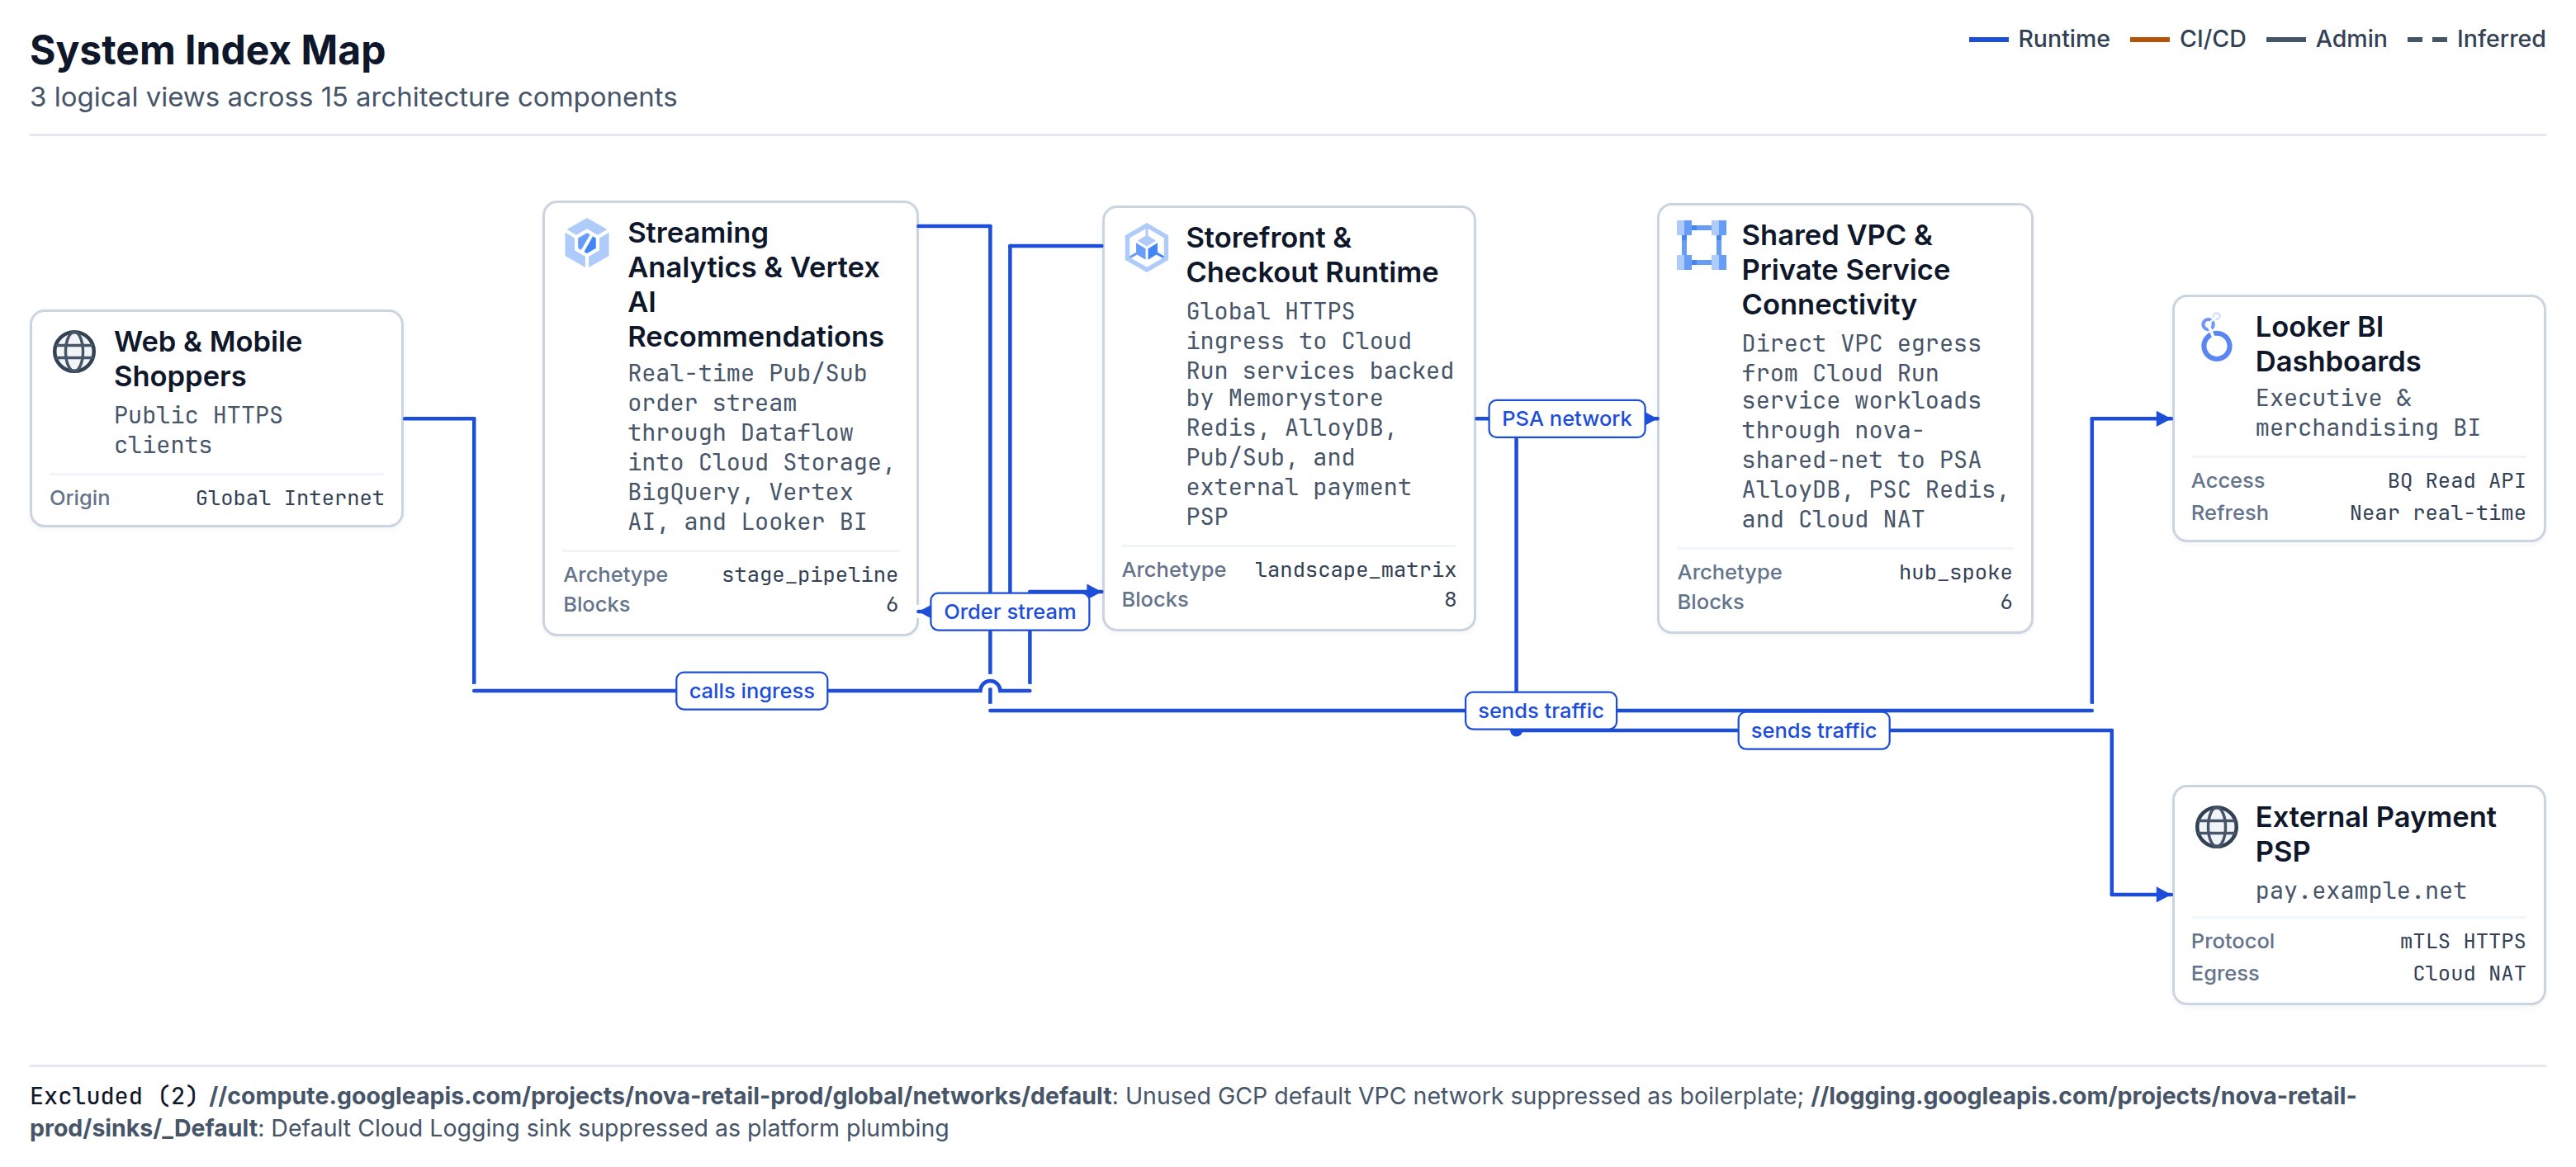 System Index Map
3 logical views across 15 architecture components
Runtime
CI/CD
Admin
Inferred
Web & Mobile
Shoppers
Public HTTPS
clients
Origin Global Internet
Streaming
Analytics & Vertex
AI
Recommendations
Real-time Pub/Sub
order stream
through Dataflow
into Cloud Storage,
BigQuery, Vertex
AI, and Looker BI
Archetype stage_pipeline
Blocks 6
Order stream
calls ingress
Storefront &
Checkout Runtime
Global HTTPS
ingress to Cloud
Run services backed
by Memorystore
Redis, AlloyDB,
Pub/Sub, and
external payment
PSP
Archetype landscape_matrix
Blocks 8
PSA network
sends traffic
sends traffic
Shared VPC &
Private Service
Connectivity
Direct VPC egress
from Cloud Run
service workloads
through nova-
shared-net to PSA
AlloyDB, PSC Redis,
and Cloud NAT
Archetype hub_spoke
Blocks 6
Looker BI
Dashboards
Executive &
merchandising BI
Access BQ Read API
Refresh Near real-time
External Payment
PSP
pay.example.net
Protocol mTLS HTTPS
Egress Cloud NAT
Excluded (2) //compute.googleapis.com/projects/nova-retail-prod/global/networks/default: Unused GCP default VPC network suppressed as boilerplate; //logging.googleapis.com/projects/nova-retail-
prod/sinks/_Default: Default Cloud Logging sink suppressed as platform plumbing